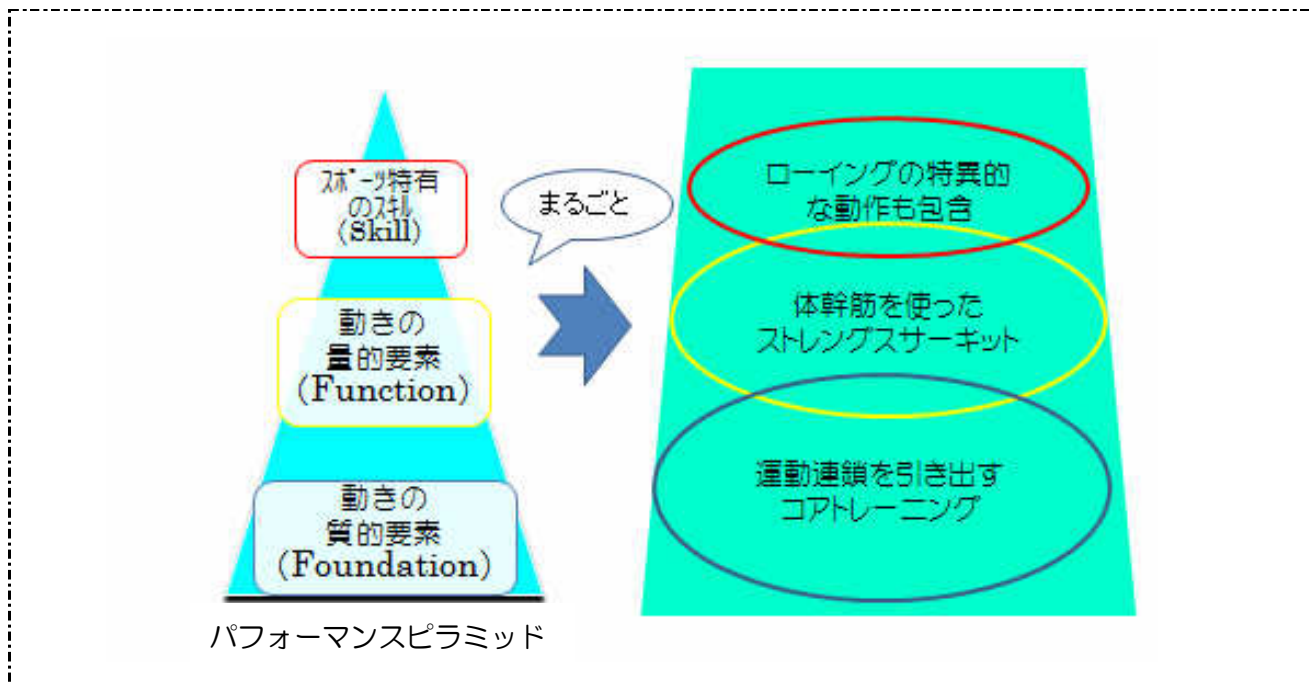 スポーツ特有
のスキル
(Skill)
動きの
量的要素
(Function)
動きの
質的要素
(Foundation)
パフォーマンスピラミッド
まるごと
ローイングの特異的
な動作も包含
体幹筋を使った
ストレングスサーキット
運動連鎖を引き出す
コアトレーニング